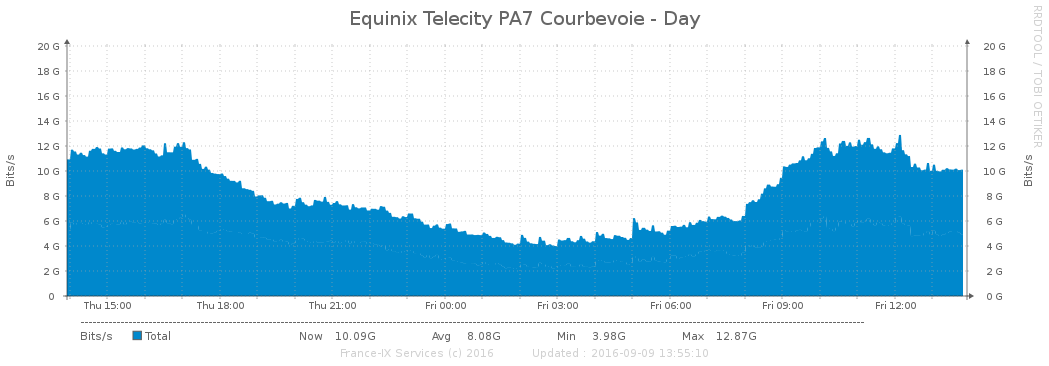 Equinix Telecity PA7 Courbevoie - Day
RRDTOOL / TOBI OETIKER
20 G 20 G
18 G 18 G
16 G 16 G
14 G 14 G
12 G 12 G
10 G 10 G
8 G 8 G
6 G 6 G
4 G 4 G
2 G 2 G
0 0 G
Bits/s
Bits/s
Thu 15:00 Thu 18:00 Thu 21:00 Fri 00:00 Fri 03:00 Fri 06:00 Fri 09:00 Fri 12:00
Bits/s Total Now 10.09G Avg 8.08G Min 3.98G Max 12.87G
France-IX Services (c) 2016 Updated : 2016-09-09 13:55:10